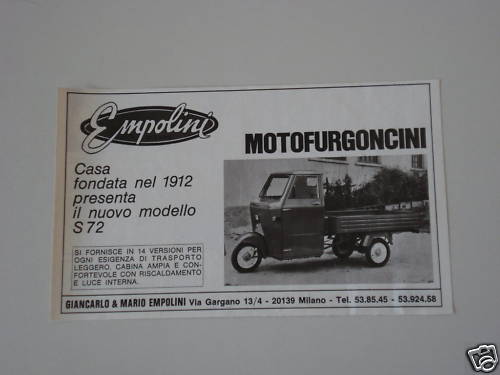 Empolini
MOTOFURGONCINI
Casa
fondata nel 1912
presenta
il nuovo modello
S 72
SI FORNISCE IN 14 VERSIONI PER
OGNI ESIGENZA DI TRASPORTO
LEGGERO. CABINA AMPIA E CON-
FORTEVOLE CON RISCALDAMENTO
E LUCE INTERNA.
GIANCARLO & MARIO EMPOLINI Via Gargano 13/4 - 20139 Milano - Tel. 53.85.45 - 53.924.58
ebY